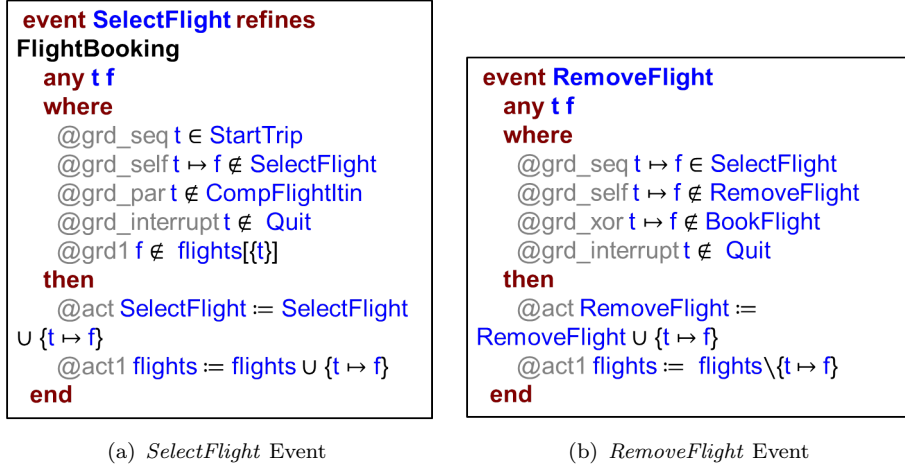 event SelectFlight refines
FlightBooking
any t f
where
@grd_seq t ∈ StartTrip
@grd_self t ↦ f ∉ SelectFlight
@grd_par t ∉ CompFlightItin
@grd_interrupt t ∉ Quit
@grd1 f ∉ flights[{t}]
then
@act SelectFlight ≔ SelectFlight
∪ {t ↦ f}
@act1 flights ≔ flights ∪ {t ↦ f}
end
(a) SelectFlight Event
event RemoveFlight
any t f
where
@grd_seq t ↦ f ∈ SelectFlight
@grd_self t ↦ f ∉ RemoveFlight
@grd_xor t ↦ f ∉ BookFlight
@grd_interrupt t ∉ Quit
then
@act RemoveFlight ≔
RemoveFlight ∪ {t ↦ f}
@act1 flights ≔ flights\{t ↦ f}
end
(b) RemoveFlight Event